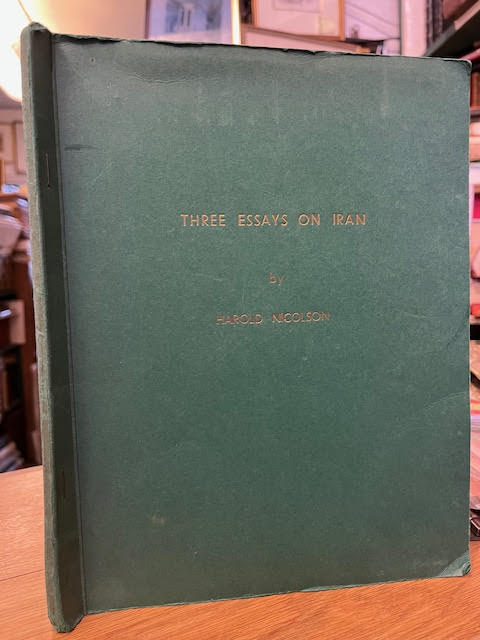 THREE ESSAYS ON IRAN
by
HAROLD NICOLSON